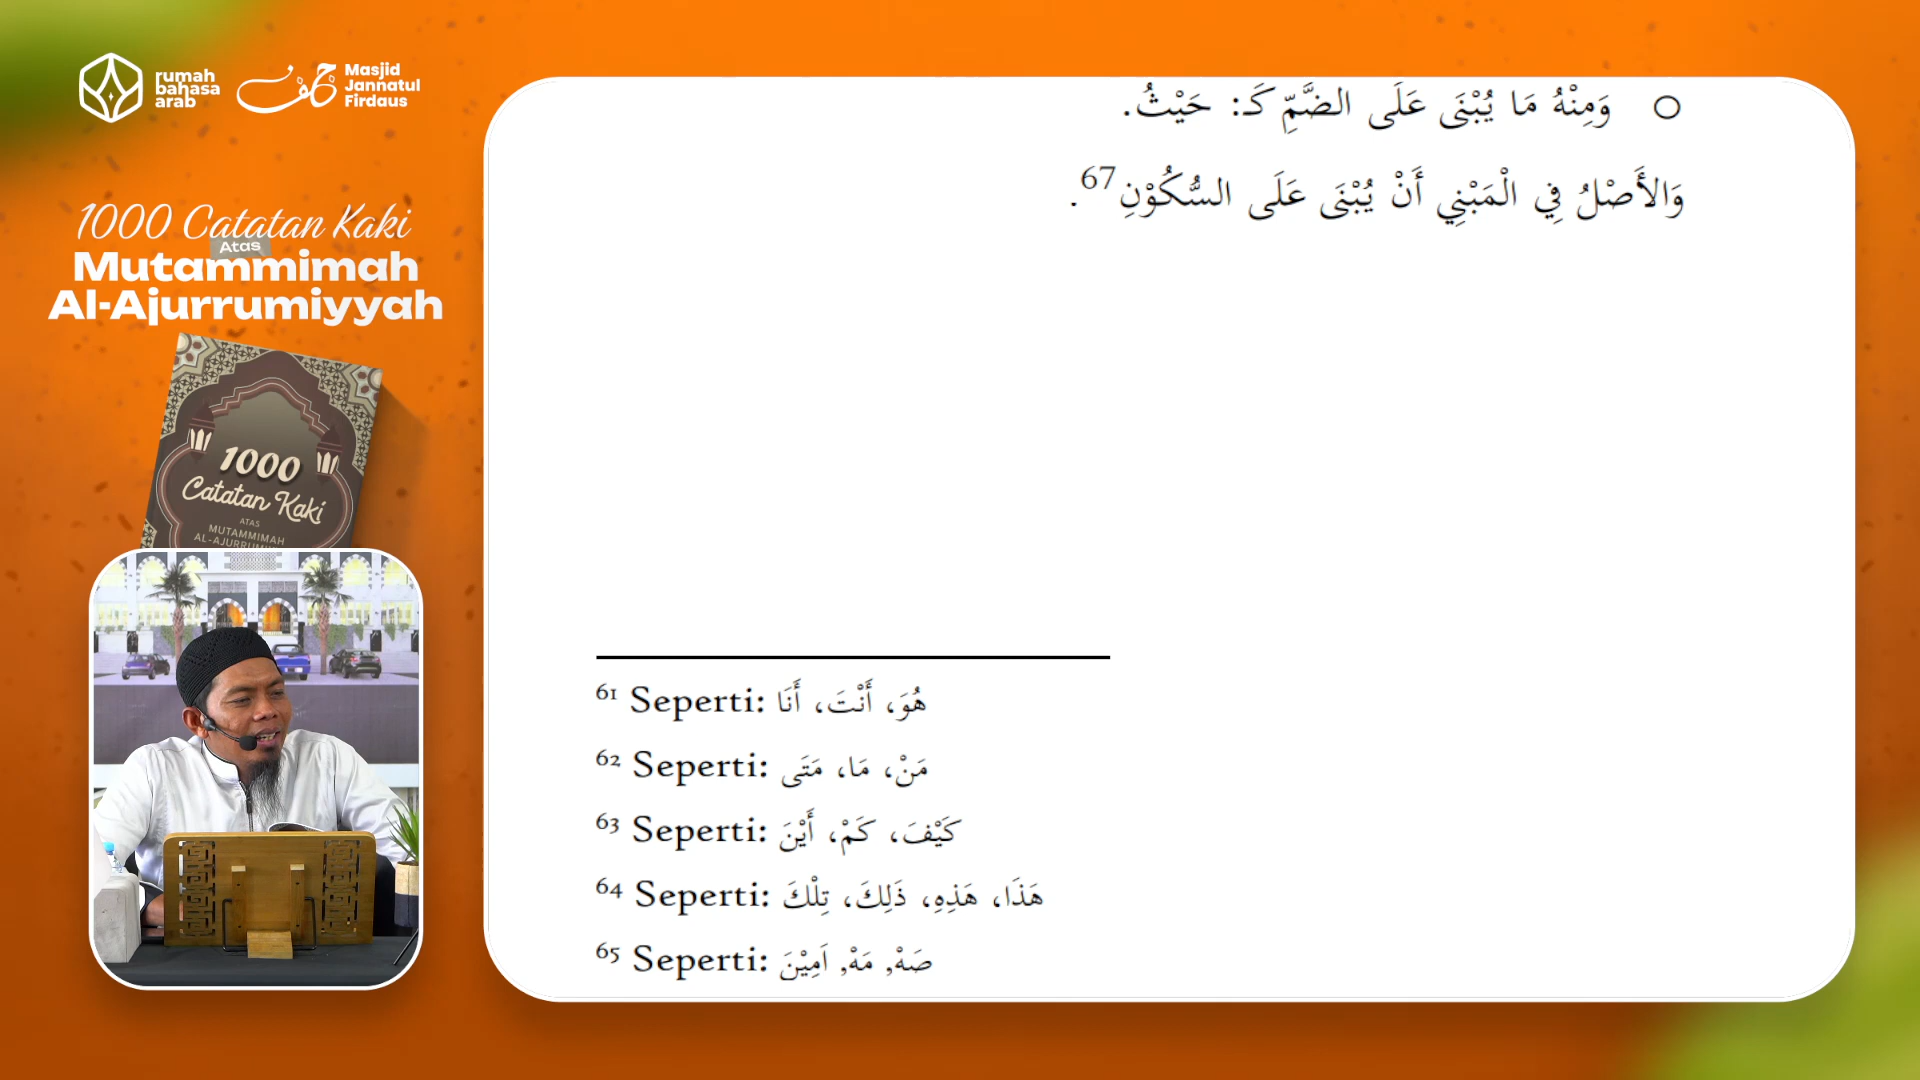 rumah
bahasa
arab
Masjid
Jannatul
Firdaus
1000 Catatan Kaki
Atas
Mutammimah
Al-Ajurrumiyyah
1000
Catatan Kaki
ATAS
MUTAMMIMAH
وَمِنْهُ مَا يُبْنَى عَلَى الضَّمِّ كَـ: حَيْثُ.
وَالأَصْلُ فِي الْمَبْنِي أَنْ يُبْنَى عَلَى السُّكُوْنِ67.
61 Seperti: هُوَ، أَنْتَ، أَنَا
62 Seperti: مَنْ، مَا، مَتَى
63 Seperti: كَيْفَ، كَمْ، أَيْنَ
64 Seperti: هَذَا، هَذِهِ، ذَلِكَ، تِلْكَ
65 Seperti: صَهْ, مَهْ, اَمِيْنَ